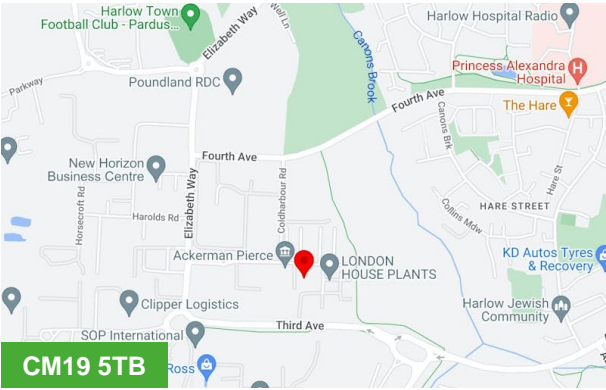 Harlow Town
Football Club - Pardus...
Elizabeth Way
Harlow Hospital Radio
Canons Brook
Princess Alexandra
Hospital
H
Parkway
Poundland RDC
Fourth Ave
The Hare
Canons Brk
Fourth Ave
New Horizon
Business Centre
Hare St
Horsecroft Rd
Elizabeth Way
Coldharbour Rd
Collins Mdw
HARE STREET
Harolds Rd
Ackerman Pierce
LONDON
HOUSE PLANTS
KD Autos Tyres
& Recovery
Clipper Logistics
Harlow Jewish
Community
Third Ave
SOP International
Ross
CM19 5TB